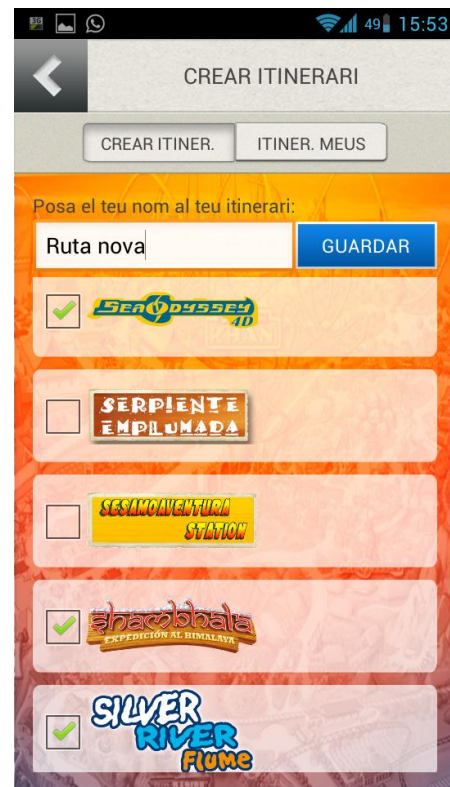 3G 49 15:53
CREAR ITINERARI
CREAR ITINER. ITINER. MEUS
Posa el teu nom al teu itinerari:
Ruta nova GUARDAR
SEAODYSSEY
4D
SERPIENTE
EMPLUMADA
SESAMOAVENTURA
STATION
Shambhala
EXPEDICIÓN AL HIMALAYA
SILVER
RIVER
FLUME